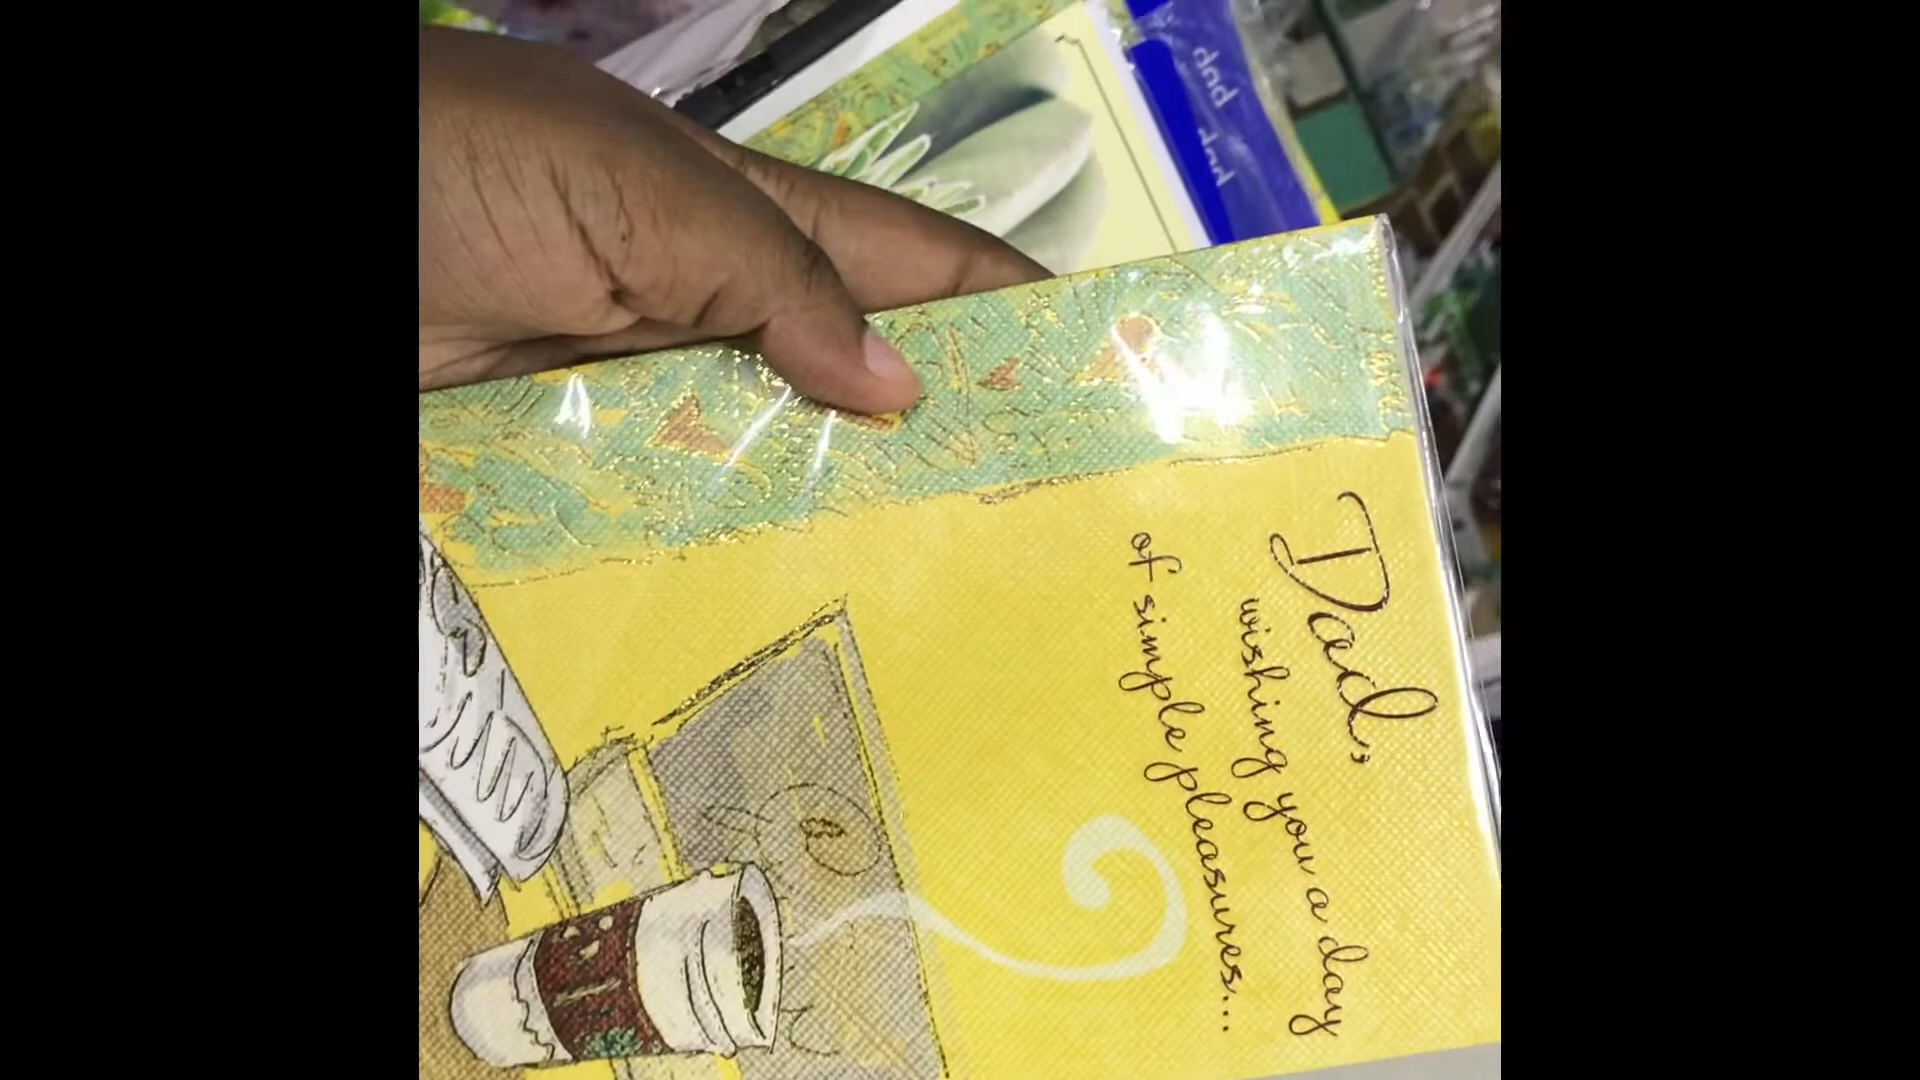 Dad,
wishing you a day
of simple pleasures...
dad
dad